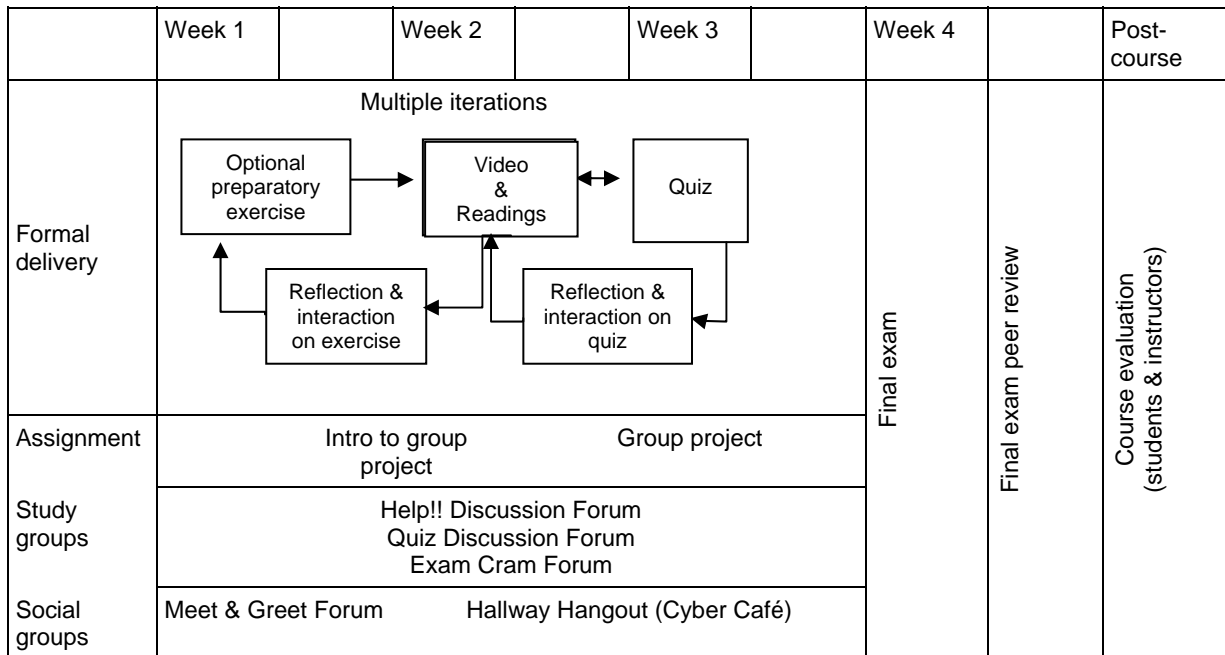 Week 1
Week 2
Week 3
Week 4
Post-
course
Formal
delivery
Multiple iterations
Optional
preparatory
exercise
Video
&
Readings
Quiz
Reflection &
interaction
on exercise
Reflection &
interaction on
quiz
Final exam
Final exam peer review
Course evaluation
(students & instructors)
Assignment
Intro to group
project
Group project
Study
groups
Help!! Discussion Forum
Quiz Discussion Forum
Exam Cram Forum
Social
groups
Meet & Greet Forum
Hallway Hangout (Cyber Café)